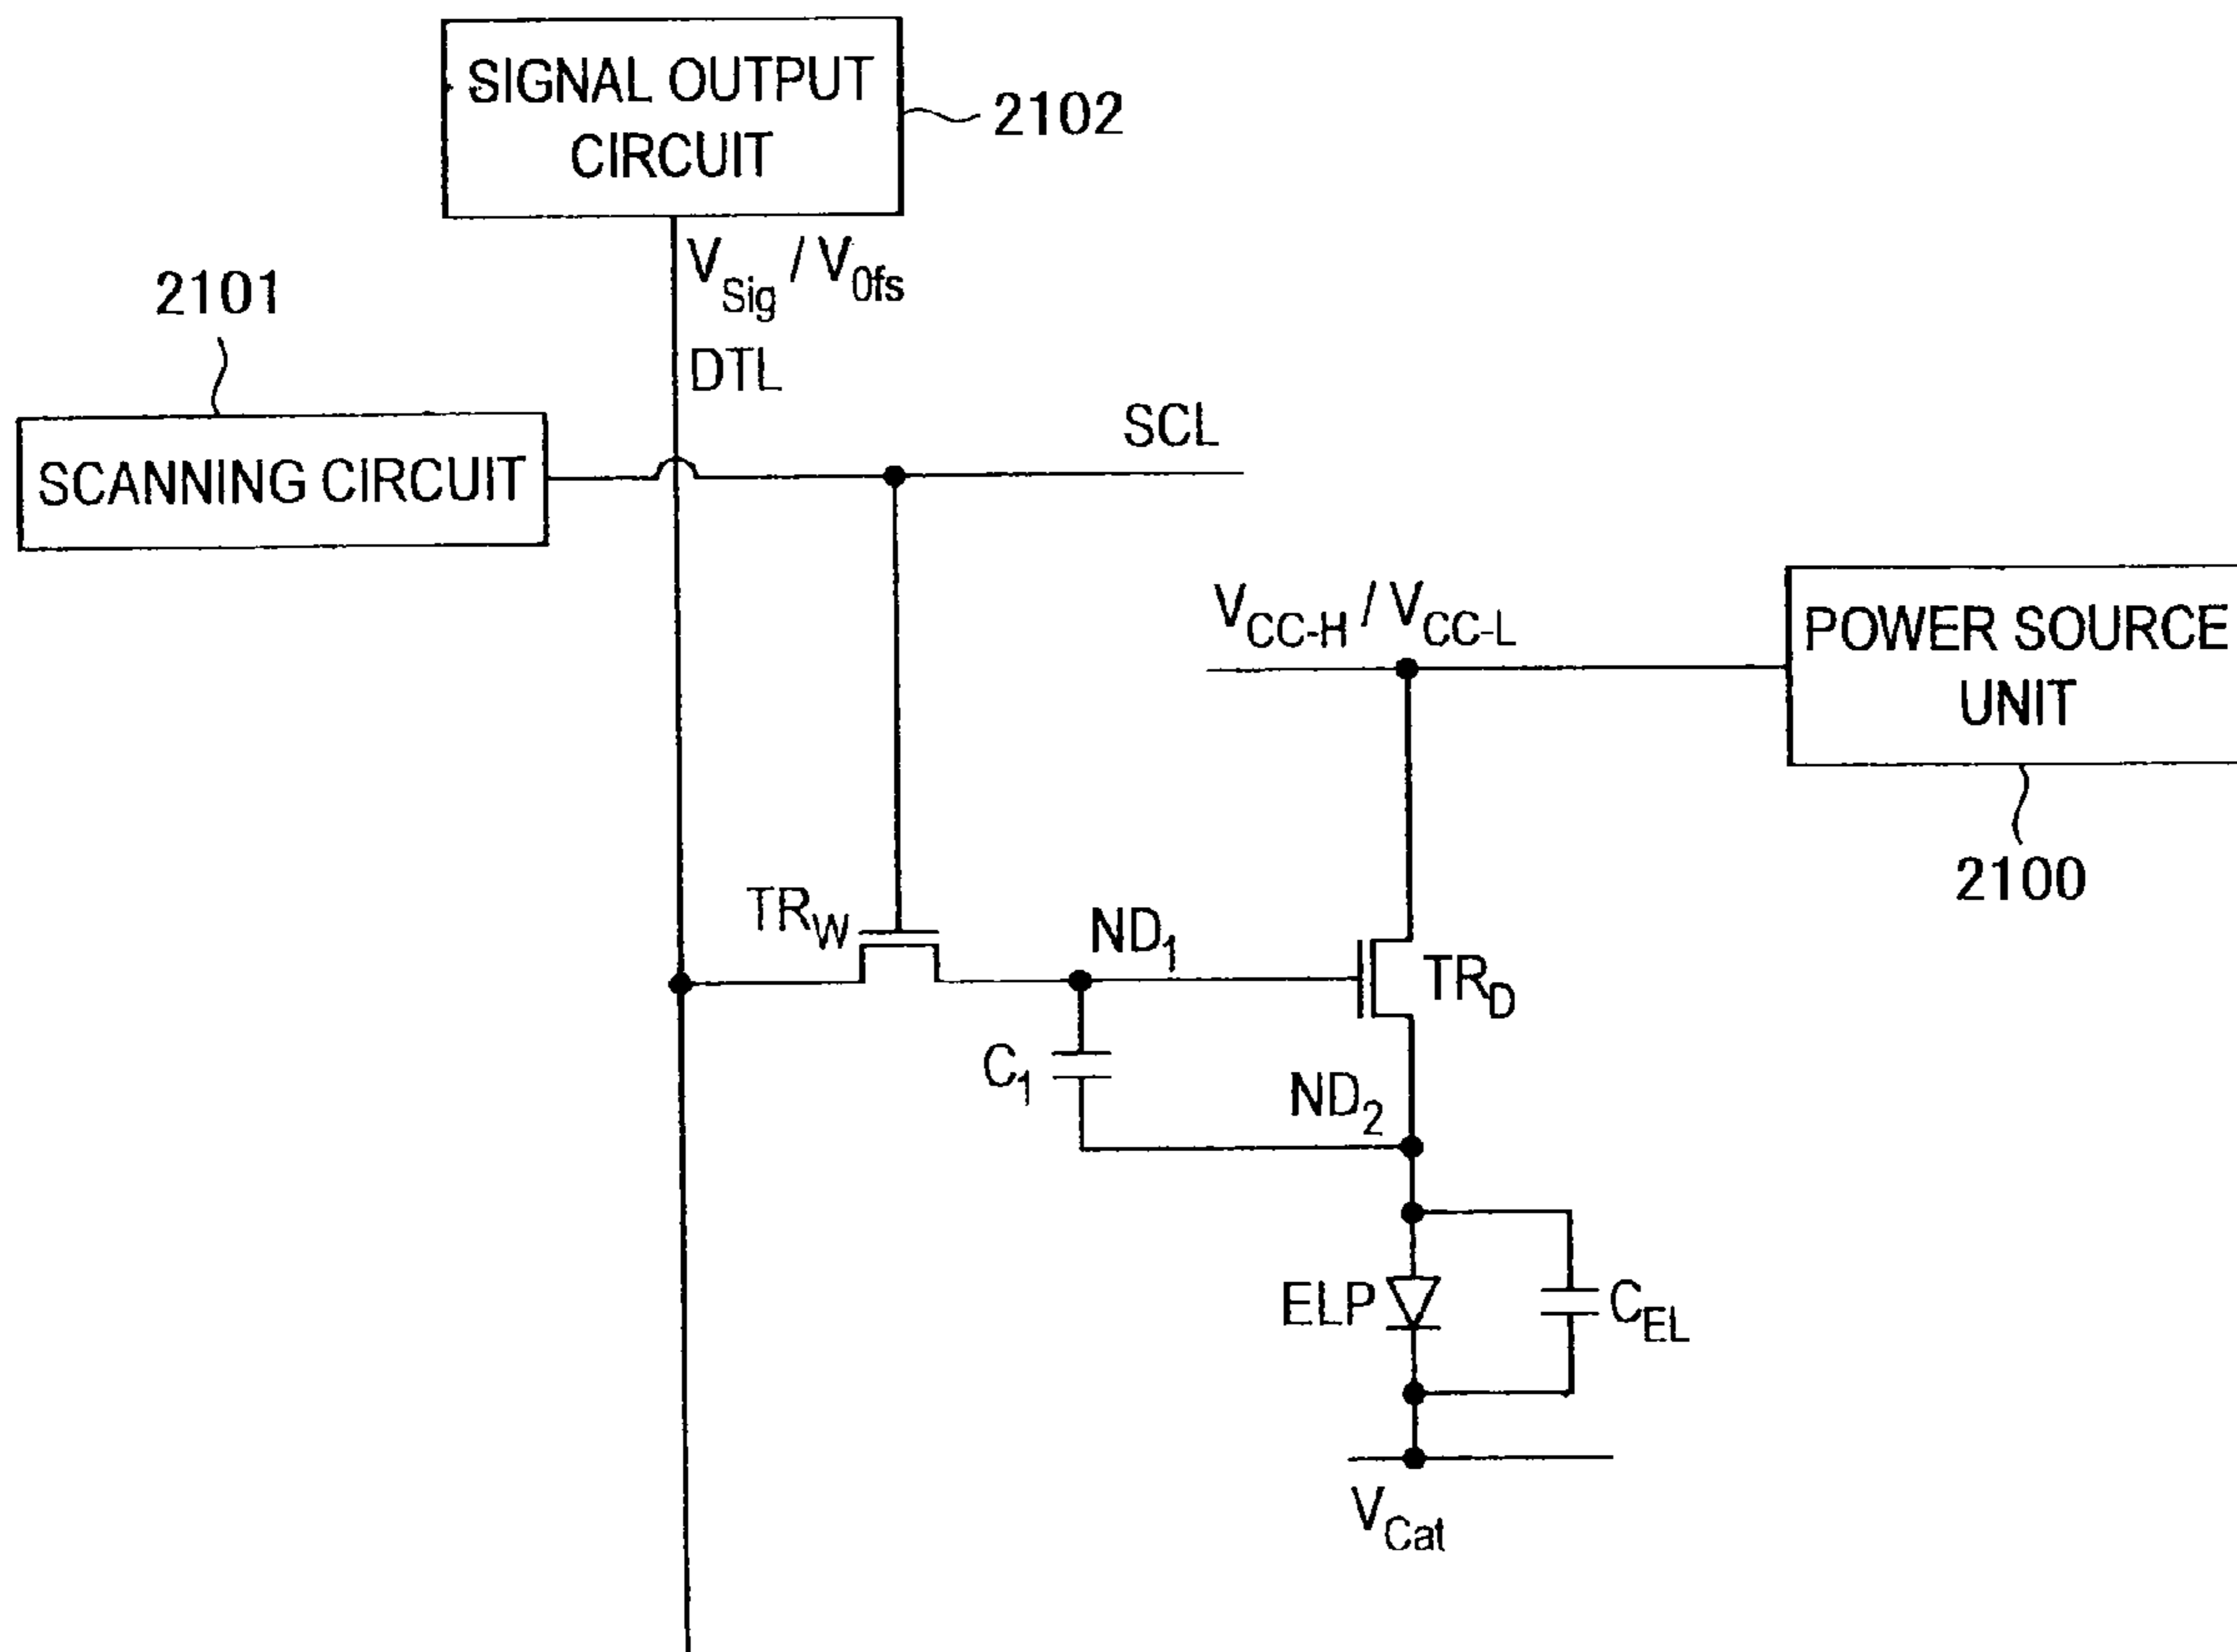 SIGNAL OUTPUT
CIRCUIT
2102
V_Sig / V_0fs
2101
DTL
SCL
SCANNING CIRCUIT
V_CC-H / V_CC-L
POWER SOURCE
UNIT
2100
TR_W
ND_1
TR_D
C_1
ND_2
ELP
C_EL
V_Cat